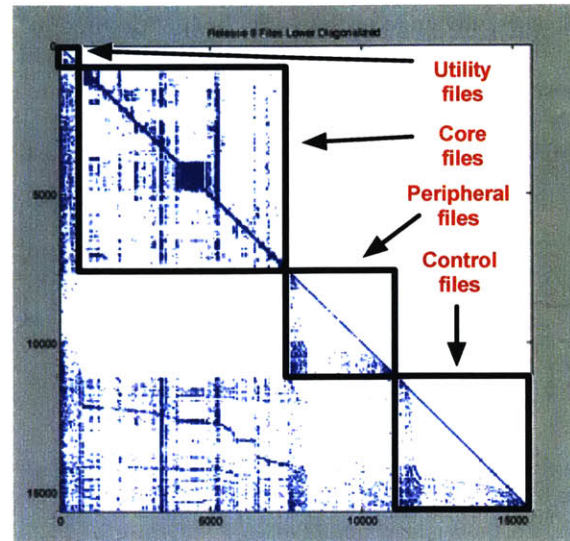 Release 8 Files Lower Diagonalized
Utility
files
Core
files
Peripheral
files
Control
files
0
5000
10000
15000
0
5000
10000
15000